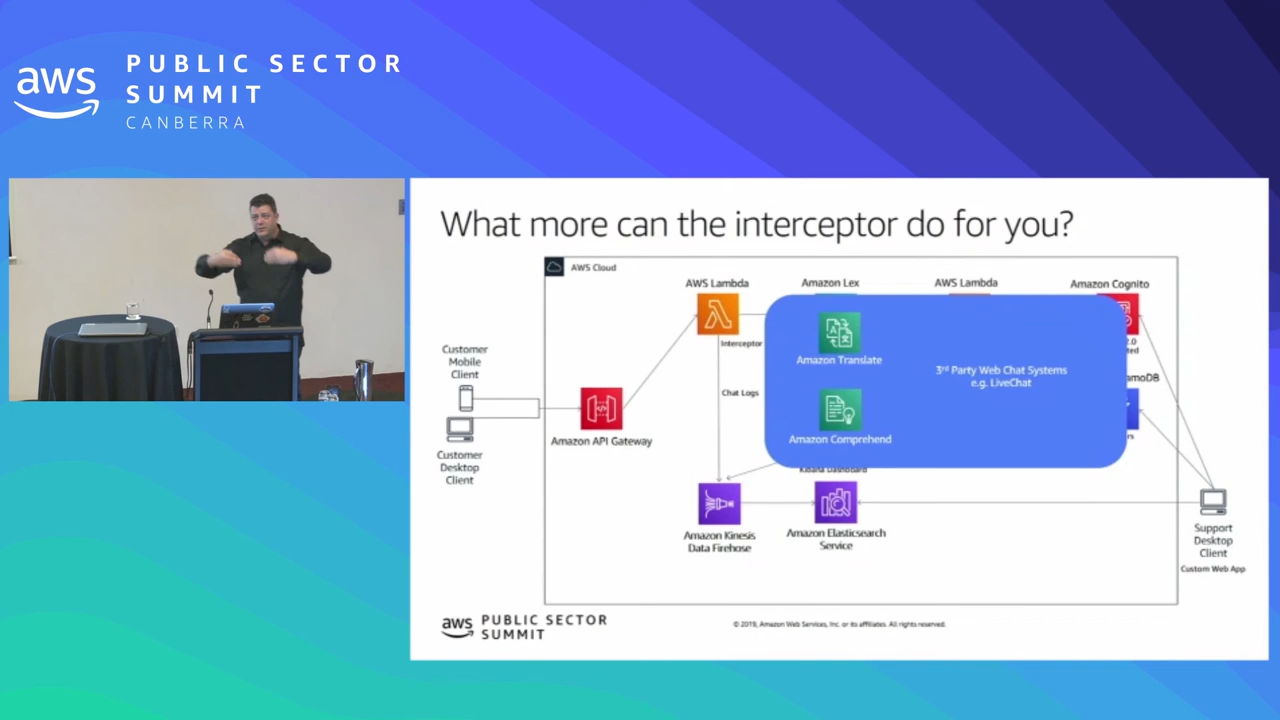 aws
PUBLIC SECTOR
SUMMIT
CANBERRA
What more can the interceptor do for you?
AWS Cloud
AWS Lambda
Amazon Lex
AWS Lambda
Amazon Cognito
Interceptor
Amazon Translate
3rd Party Web Chat Systems
e.g. LiveChat
Customer
Mobile
Client
Chat Logs
Amazon Comprehend
Amazon API Gateway
Customer
Desktop
Client
Kibana Dashboard
Amazon Kinesis
Data Firehose
Amazon Elasticsearch
Service
Support
Desktop
Client
Custom Web App
aws
PUBLIC SECTOR
SUMMIT
© 2019, Amazon Web Services, Inc. or its affiliates. All rights reserved.